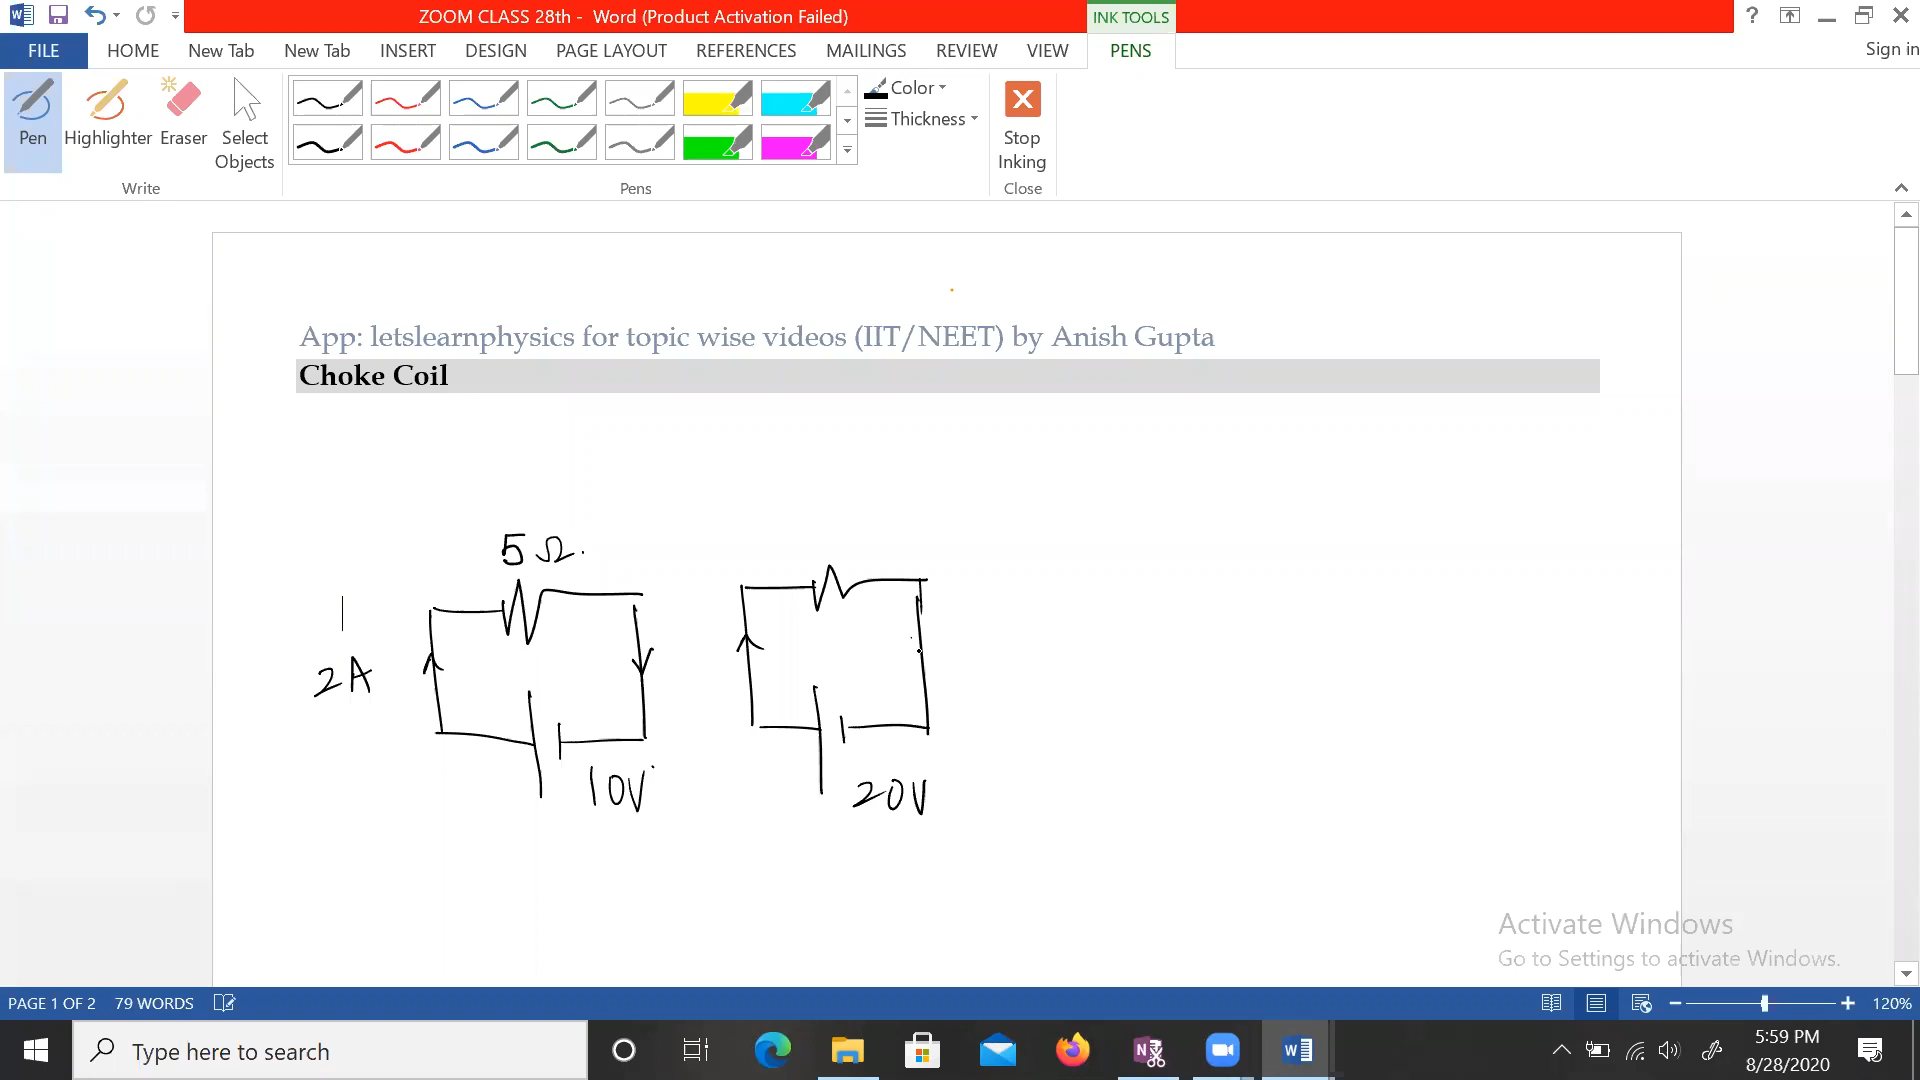 ZOOM CLASS 28th - Word (Product Activation Failed)
INK TOOLS
?
FILE HOME New Tab New Tab INSERT DESIGN PAGE LAYOUT REFERENCES MAILINGS REVIEW VIEW PENS
Sign in
Pen
Highlighter
Eraser
Select Objects
Write
Pens
Color
Thickness
Stop Inking
Close
App: letslearnphysics for topic wise videos (IIT/NEET) by Anish Gupta
Choke Coil
5 Ω
2A
10V
20V
Activate Windows
Go to Settings to activate Windows.
PAGE 1 OF 2 79 WORDS
120%
Type here to search
5:59 PM
8/28/2020